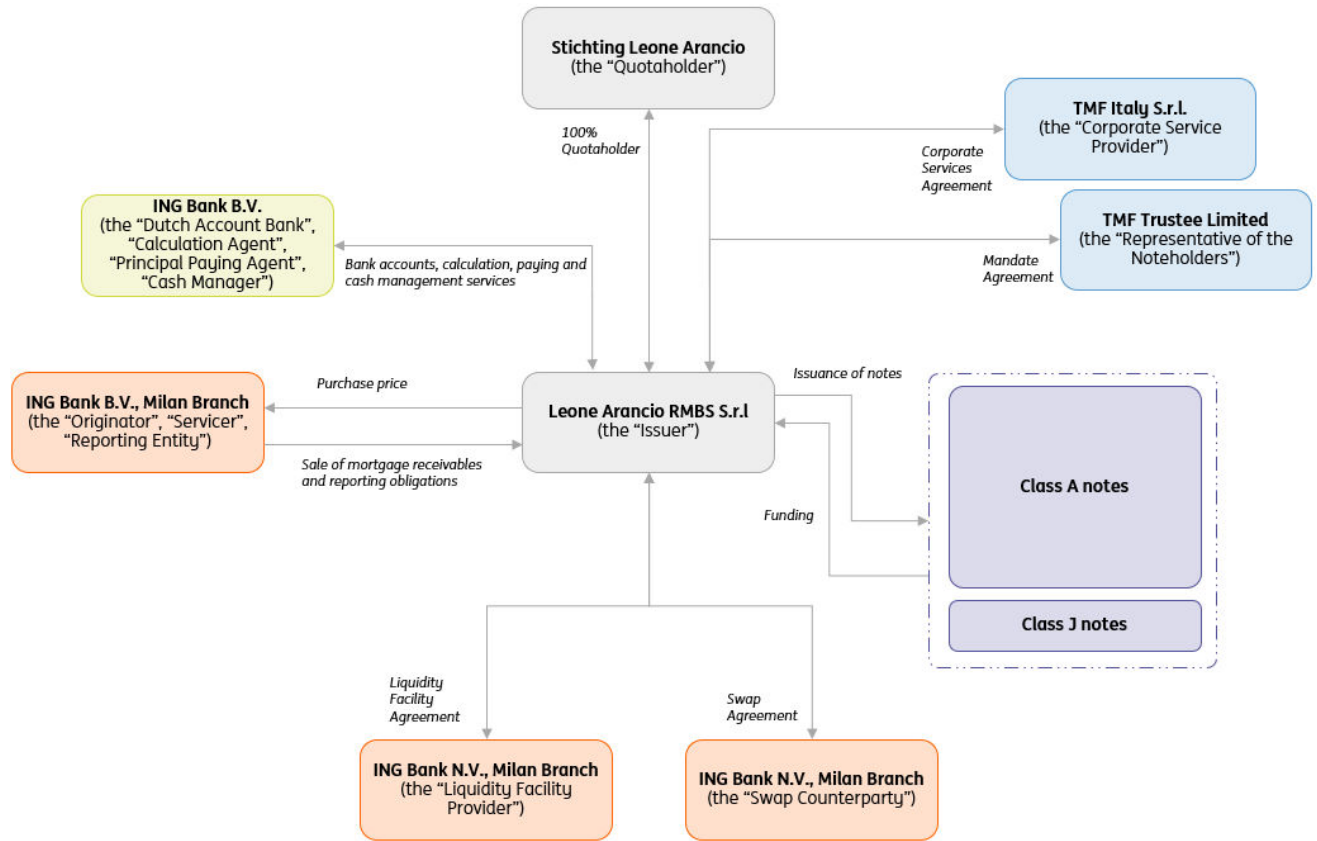 Stichting Leone Arancio
(the “Quotaholder”)
100%
Quotaholder
TMF Italy S.r.l.
(the “Corporate Service
Provider”)
Corporate
Services
Agreement
TMF Trustee Limited
(the “Representative of the
Noteholders”)
Mandate
Agreement
ING Bank B.V.
(the “Dutch Account Bank”,
“Calculation Agent”,
“Principal Paying Agent”,
“Cash Manager”)
Bank accounts, calculation, paying and
cash management services
ING Bank B.V., Milan Branch
(the “Originator”, “Servicer”,
“Reporting Entity”)
Purchase price
Sale of mortgage receivables
and reporting obligations
Leone Arancio RMBS S.r.l
(the “Issuer”)
Issuance of notes
Funding
Class A notes
Class J notes
Liquidity
Facility
Agreement
Swap
Agreement
ING Bank N.V., Milan Branch
(the “Liquidity Facility
Provider”)
ING Bank N.V., Milan Branch
(the “Swap Counterparty”)